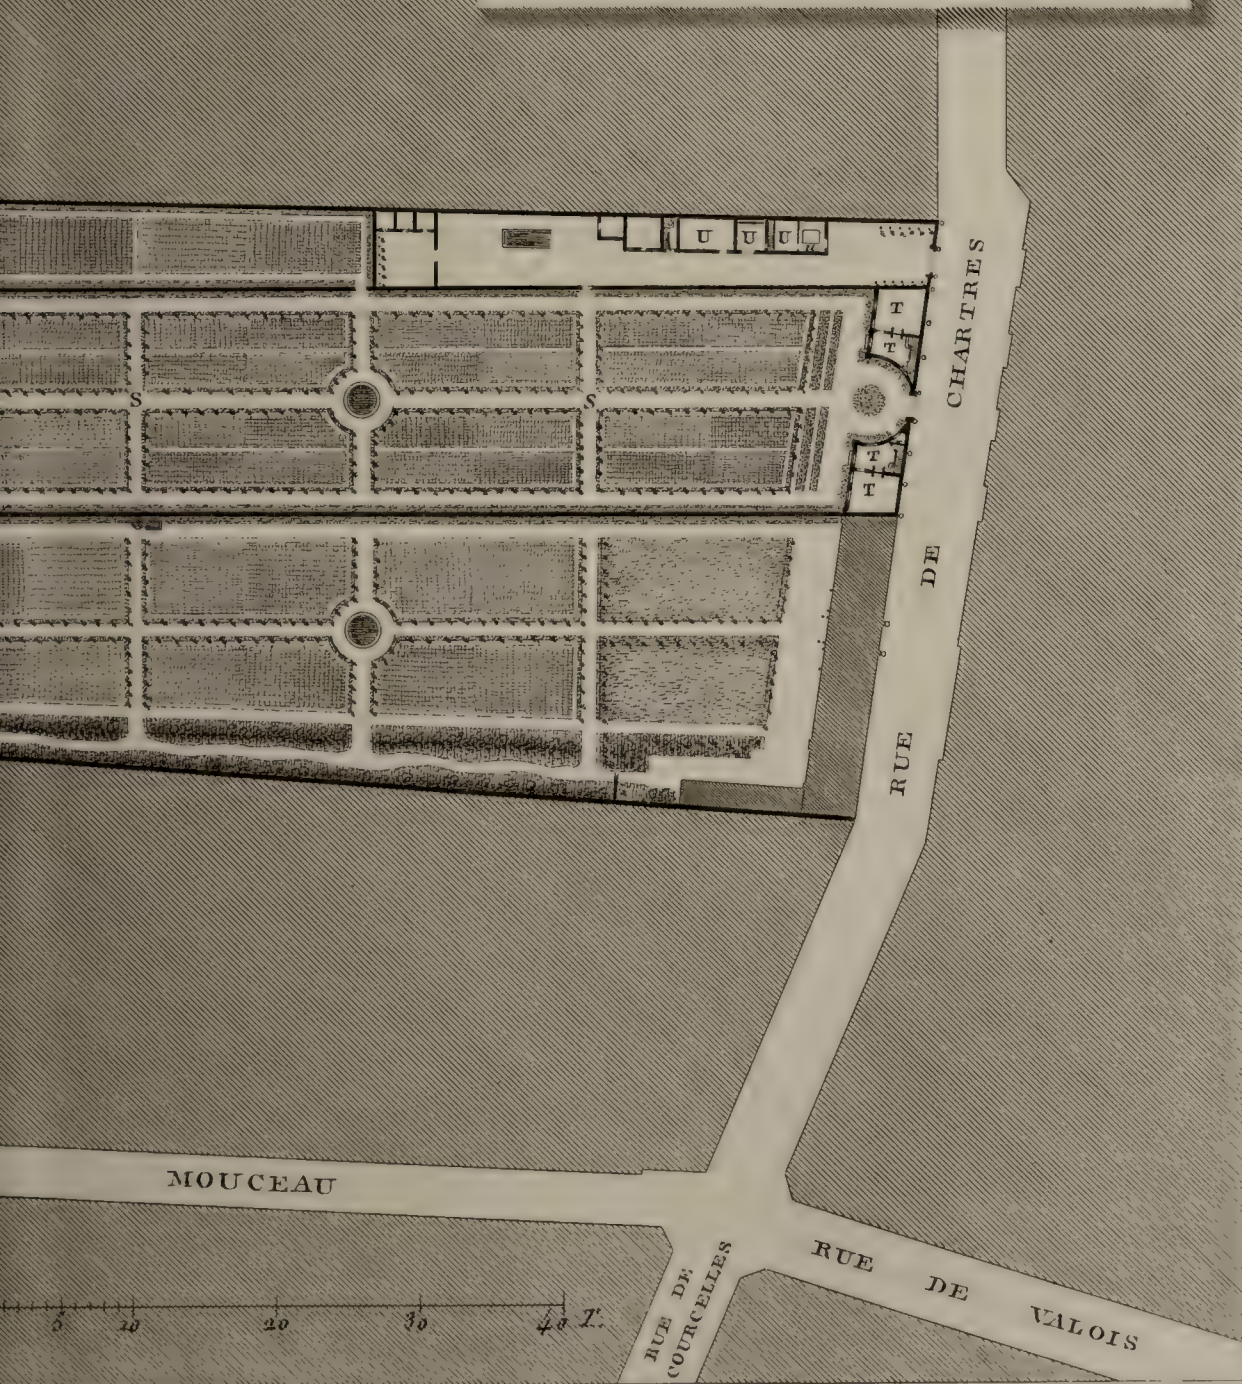 U U U
T
T
S S
T
T
RUE DE CHARTRES
MOUCEAU
RUE DE COURCELLES
RUE DE VALOIS
5 10 20 30 40 T.